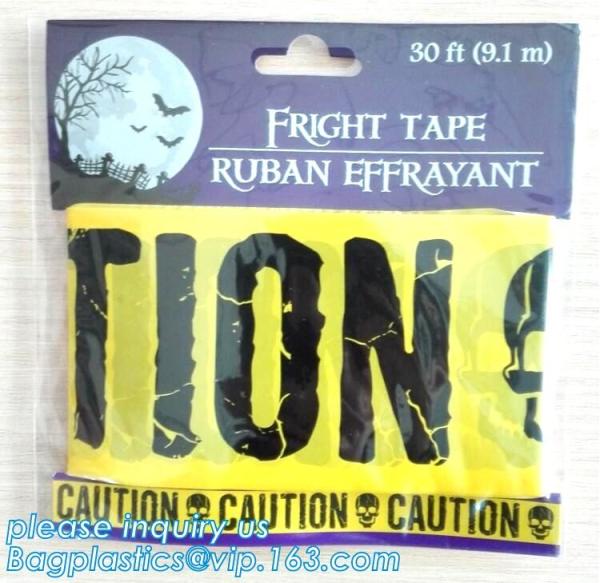 30 ft (9.1 m)
FRIGHT TAPE
RUBAN EFFRAYANT
TION
CAUTION CAUTION CAUTION
please inquiry us
Bagplastics@vip.163.com